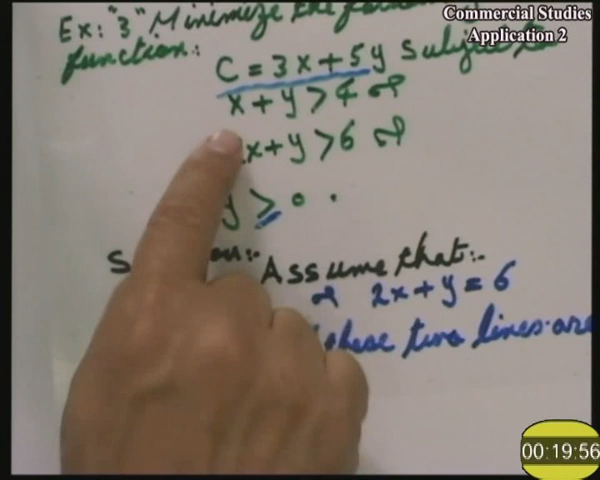 Commercial Studies
Application 2
Ex: "3" Minimize the
function:
C = 3x + 5y
x + y > 4
x + y > 6
y ≥ 0 .
Assume that:-
2x + y = 6
these two lines are
00:19:56